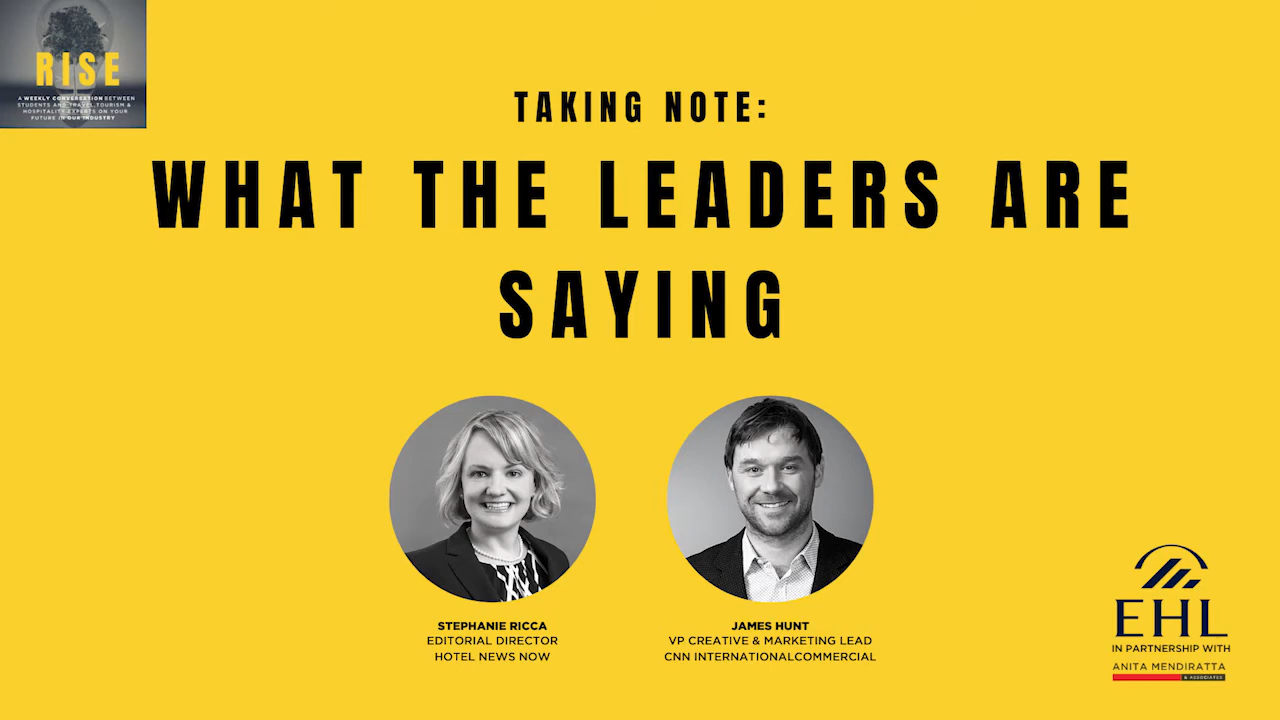 RISE
A WEEKLY CONVERSATION BETWEEN
STUDENTS AND TRAVEL, TOURISM &
HOSPITALITY EXPERTS ON YOUR
FUTURE IN OUR INDUSTRY
TAKING NOTE:
WHAT THE LEADERS ARE
SAYING
STEPHANIE RICCA
EDITORIAL DIRECTOR
HOTEL NEWS NOW
JAMES HUNT
VP CREATIVE & MARKETING LEAD
CNN INTERNATIONALCOMMERCIAL
EHL
IN PARTNERSHIP WITH
ANITA MENDIRATTA
& ASSOCIATES